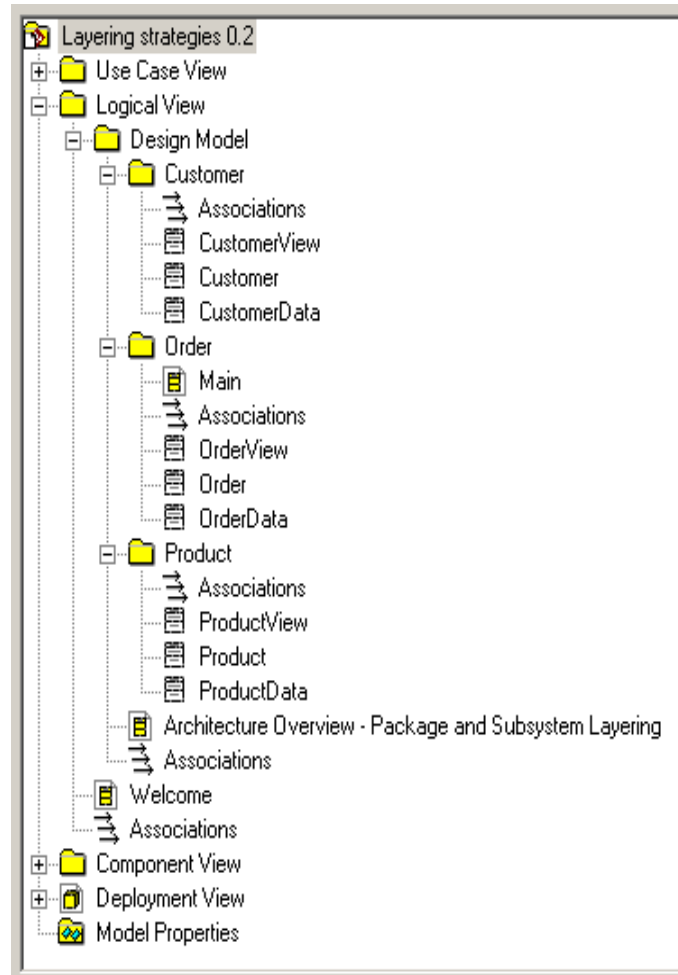 Layering strategies 0.2
Use Case View
Logical View
Design Model
Customer
Associations
CustomerView
Customer
CustomerData
Order
Main
Associations
OrderView
Order
OrderData
Product
Associations
ProductView
Product
ProductData
Architecture Overview - Package and Subsystem Layering
Associations
Welcome
Associations
Component View
Deployment View
Model Properties